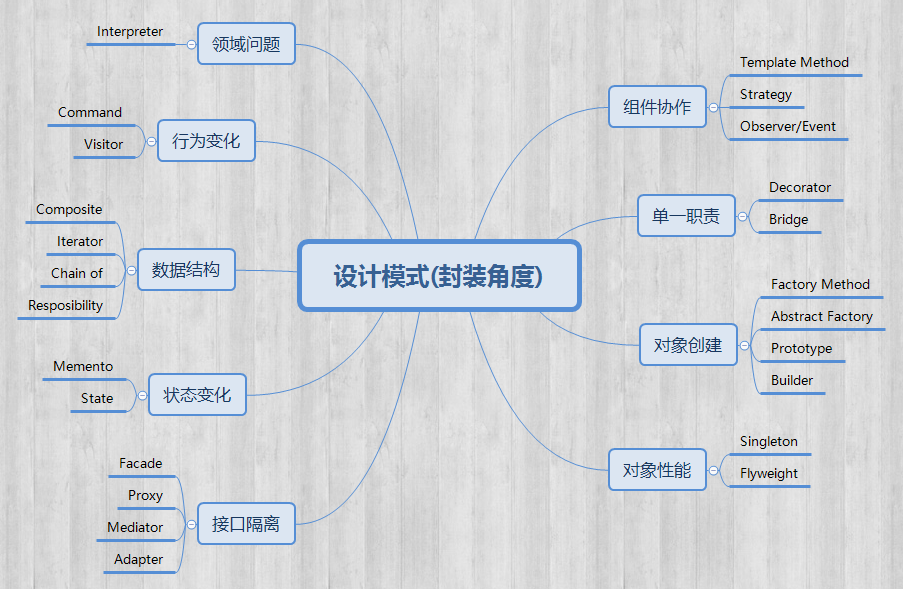 设计模式(封装角度)
组件协作
Template Method
Strategy
Observer/Event
单一职责
Decorator
Bridge
对象创建
Factory Method
Abstract Factory
Prototype
Builder
对象性能
Singleton
Flyweight
领域问题
Interpreter
行为变化
Command
Visitor
数据结构
Composite
Iterator
Chain of
Resposibility
状态变化
Memento
State
接口隔离
Facade
Proxy
Mediator
Adapter